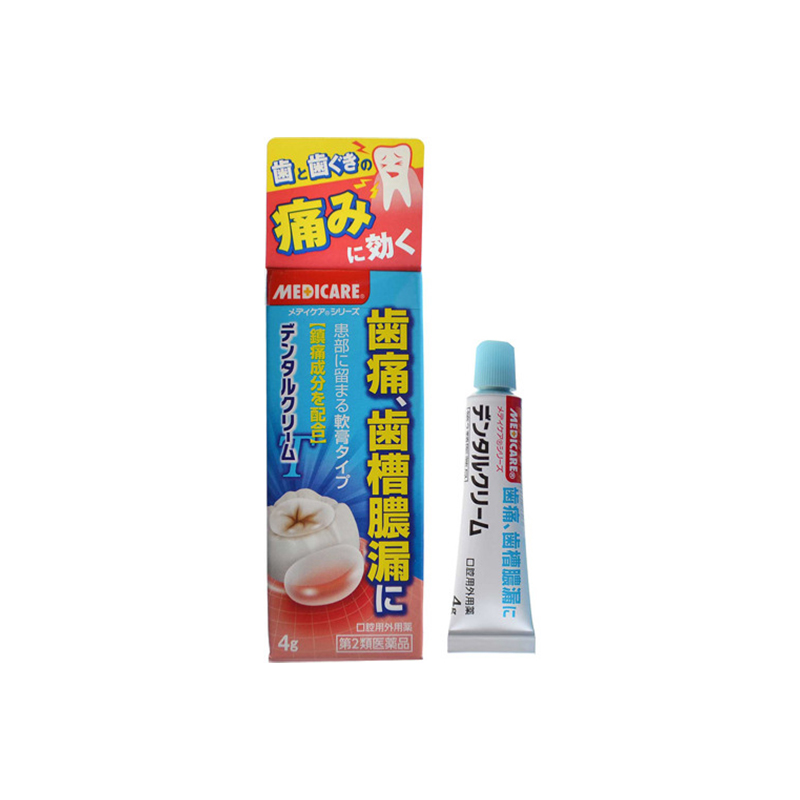 歯と歯ぐきの
痛み
に効く
MEDICARE®
メディケア®シリーズ
歯痛、歯槽膿漏に
患部に留まる軟膏タイプ
【鎮痛成分を配合】
デンタルクリームT
口腔用外用薬
4g
第2類医薬品
MEDICARE®
メディケア®シリーズ
デンタルクリーム
歯痛、歯槽膿漏に
口腔用外用薬
4g